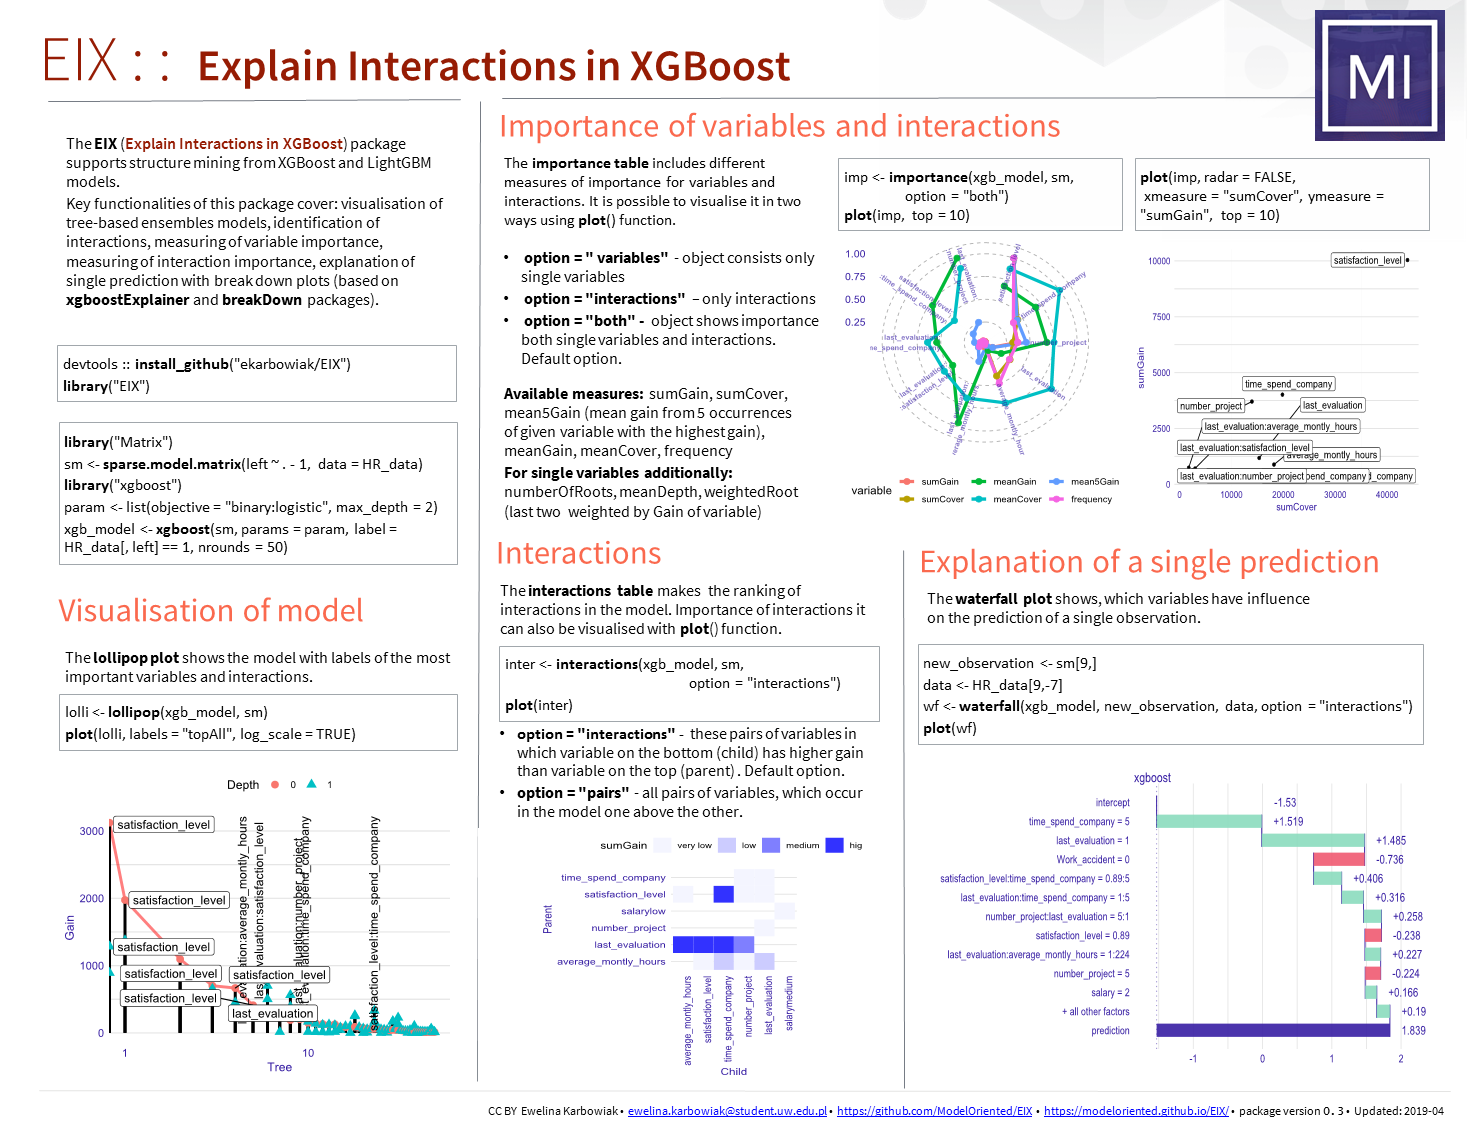 EIX : : Explain Interactions in XGBoost
MI
The EIX (Explain Interactions in XGBoost) package
supports structure mining from XGBoost and LightGBM
models.
Key functionalities of this package cover: visualisation of
tree-based ensembles models, identification of
interactions, measuring of variable importance,
measuring of interaction importance, explanation of
single prediction with break down plots (based on
xgboostExplainer and breakDown packages).
devtools :: install_github("ekarbowiak/EIX")
library("EIX")
library("Matrix")
sm <- sparse.model.matrix(left ~ . - 1, data = HR_data)
library("xgboost")
param <- list(objective = "binary:logistic", max_depth = 2)
xgb_model <- xgboost(sm, params = param, label =
HR_data[, left] == 1, nrounds = 50)
Visualisation of model
The lollipop plot shows the model with labels of the most
important variables and interactions.
lolli <- lollipop(xgb_model, sm)
plot(lolli, labels = "topAll", log_scale = TRUE)
Depth 0 1
3000
2000
1000
0
Gain
satisfaction_level
satisfaction_level
satisfaction_level
satisfaction_level
satisfaction_level
satisfaction_level
last_evaluation
satisfaction_level:time_spend_company
1
10
Tree
Importance of variables and interactions
The importance table includes different
measures of importance for variables and
interactions. It is possible to visualise it in two
ways using plot() function.
• option = " variables" - object consists only
single variables
• option = "interactions" – only interactions
• option = "both" - object shows importance
both single variables and interactions.
Default option.
Available measures: sumGain, sumCover,
mean5Gain (mean gain from 5 occurrences
of given variable with the highest gain),
meanGain, meanCover, frequency
For single variables additionally:
numberOfRoots, meanDepth, weightedRoot
(last two weighted by Gain of variable)
imp <- importance(xgb_model, sm,
option = "both")
plot(imp, top = 10)
1.00
0.75
0.50
0.25
variable
sumGain meanGain mean5Gain
sumCover meanCover frequency
plot(imp, radar = FALSE,
xmeasure = "sumCover", ymeasure =
"sumGain", top = 10)
10000
7500
5000
2500
0
sumGain
satisfaction_level
time_spend_company
number_project
last_evaluation
last_evaluation:average_montly_hours
last_evaluation:satisfaction_level
average_montly_hours
last_evaluation:number_project
0 10000 20000 30000 40000
sumCover
Interactions
The interactions table makes the ranking of
interactions in the model. Importance of interactions it
can also be visualised with plot() function.
inter <- interactions(xgb_model, sm,
option = "interactions")
plot(inter)
• option = "interactions" - these pairs of variables in
which variable on the bottom (child) has higher gain
than variable on the top (parent) . Default option.
• option = "pairs" - all pairs of variables, which occur
in the model one above the other.
sumGain very low low medium hig
Parent
time_spend_company
satisfaction_level
salarylow
number_project
last_evaluation
average_montly_hours
average_montly_hours
satisfaction_level
time_spend_company
number_project
last_evaluation
salarymedium
Child
Explanation of a single prediction
The waterfall plot shows, which variables have influence
on the prediction of a single observation.
new_observation <- sm[9,]
data <- HR_data[9,-7]
wf <- waterfall(xgb_model, new_observation, data, option = "interactions")
plot(wf)
xgboost
intercept -1.53
time_spend_company = 5 +1.519
last_evaluation = 1 +1.485
Work_accident = 0 -0.736
satisfaction_level:time_spend_company = 0.89:5 +0.406
last_evaluation:time_spend_company = 1:5 +0.316
number_project:last_evaluation = 5:1 +0.258
satisfaction_level = 0.89 -0.238
last_evaluation:average_montly_hours = 1:224 +0.227
number_project = 5 -0.224
salary = 2 +0.166
+ all other factors +0.19
prediction 1.839
-1 0 1 2
CC BY Ewelina Karbowiak • ewelina.karbowiak@student.uw.edu.pl • https://github.com/ModelOriented/EIX • https://modeloriented.github.io/EIX/ • package version 0. 3 • Updated: 2019-04